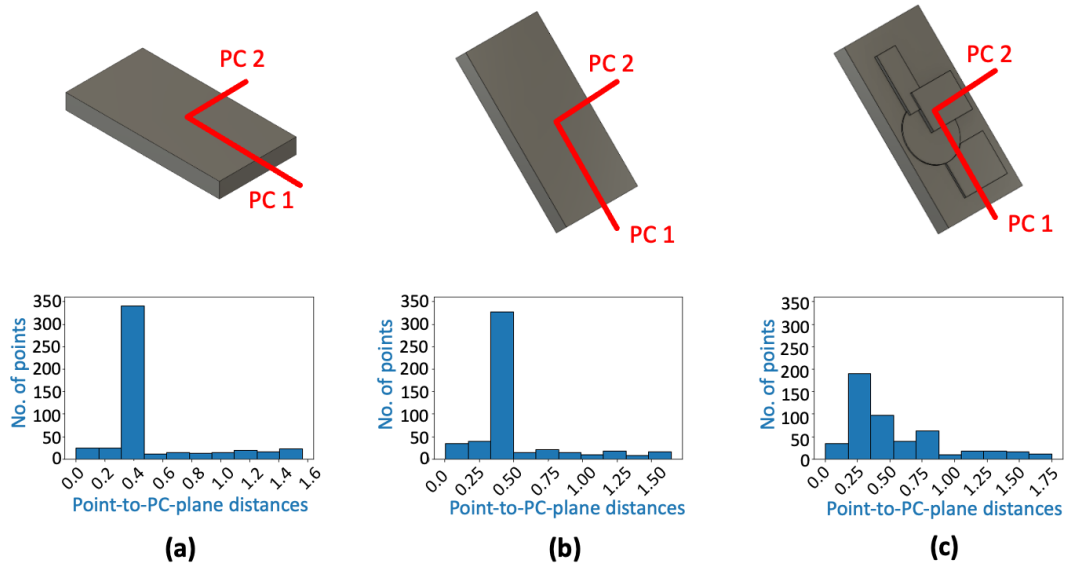 PC 2
PC 1
PC 2
PC 1
PC 2
PC 1
No. of points
350
300
250
200
150
100
50
0
0.0 0.2 0.4 0.6 0.8 1.0 1.2 1.4 1.6
Point-to-PC-plane distances
(a)
No. of points
350
300
250
200
150
100
50
0
0.0 0.25 0.50 0.75 1.00 1.25 1.50
Point-to-PC-plane distances
(b)
No. of points
350
300
250
200
150
100
50
0
0.0 0.25 0.50 0.75 1.00 1.25 1.50 1.75
Point-to-PC-plane distances
(c)